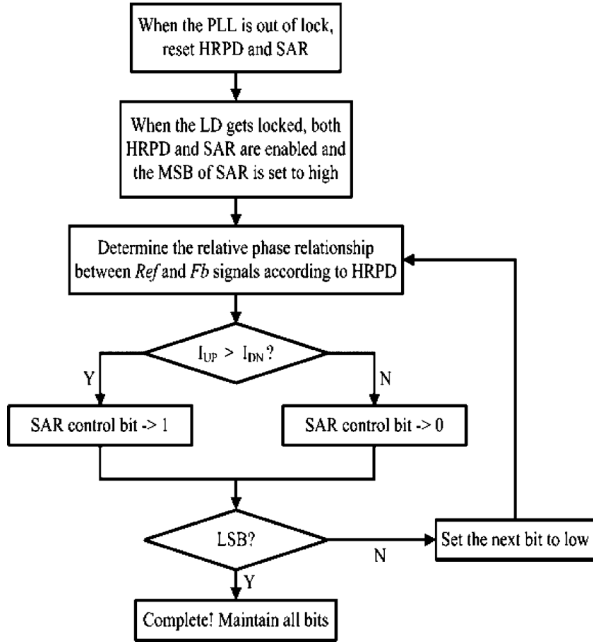 When the PLL is out of lock,
reset HRPD and SAR
When the LD gets locked, both
HRPD and SAR are enabled and
the MSB of SAR is set to high
Determine the relative phase relationship
between Ref and Fb signals according to HRPD
I_UP > I_DN?
Y
N
SAR control bit -> 1
SAR control bit -> 0
LSB?
N
Set the next bit to low
Y
Complete! Maintain all bits